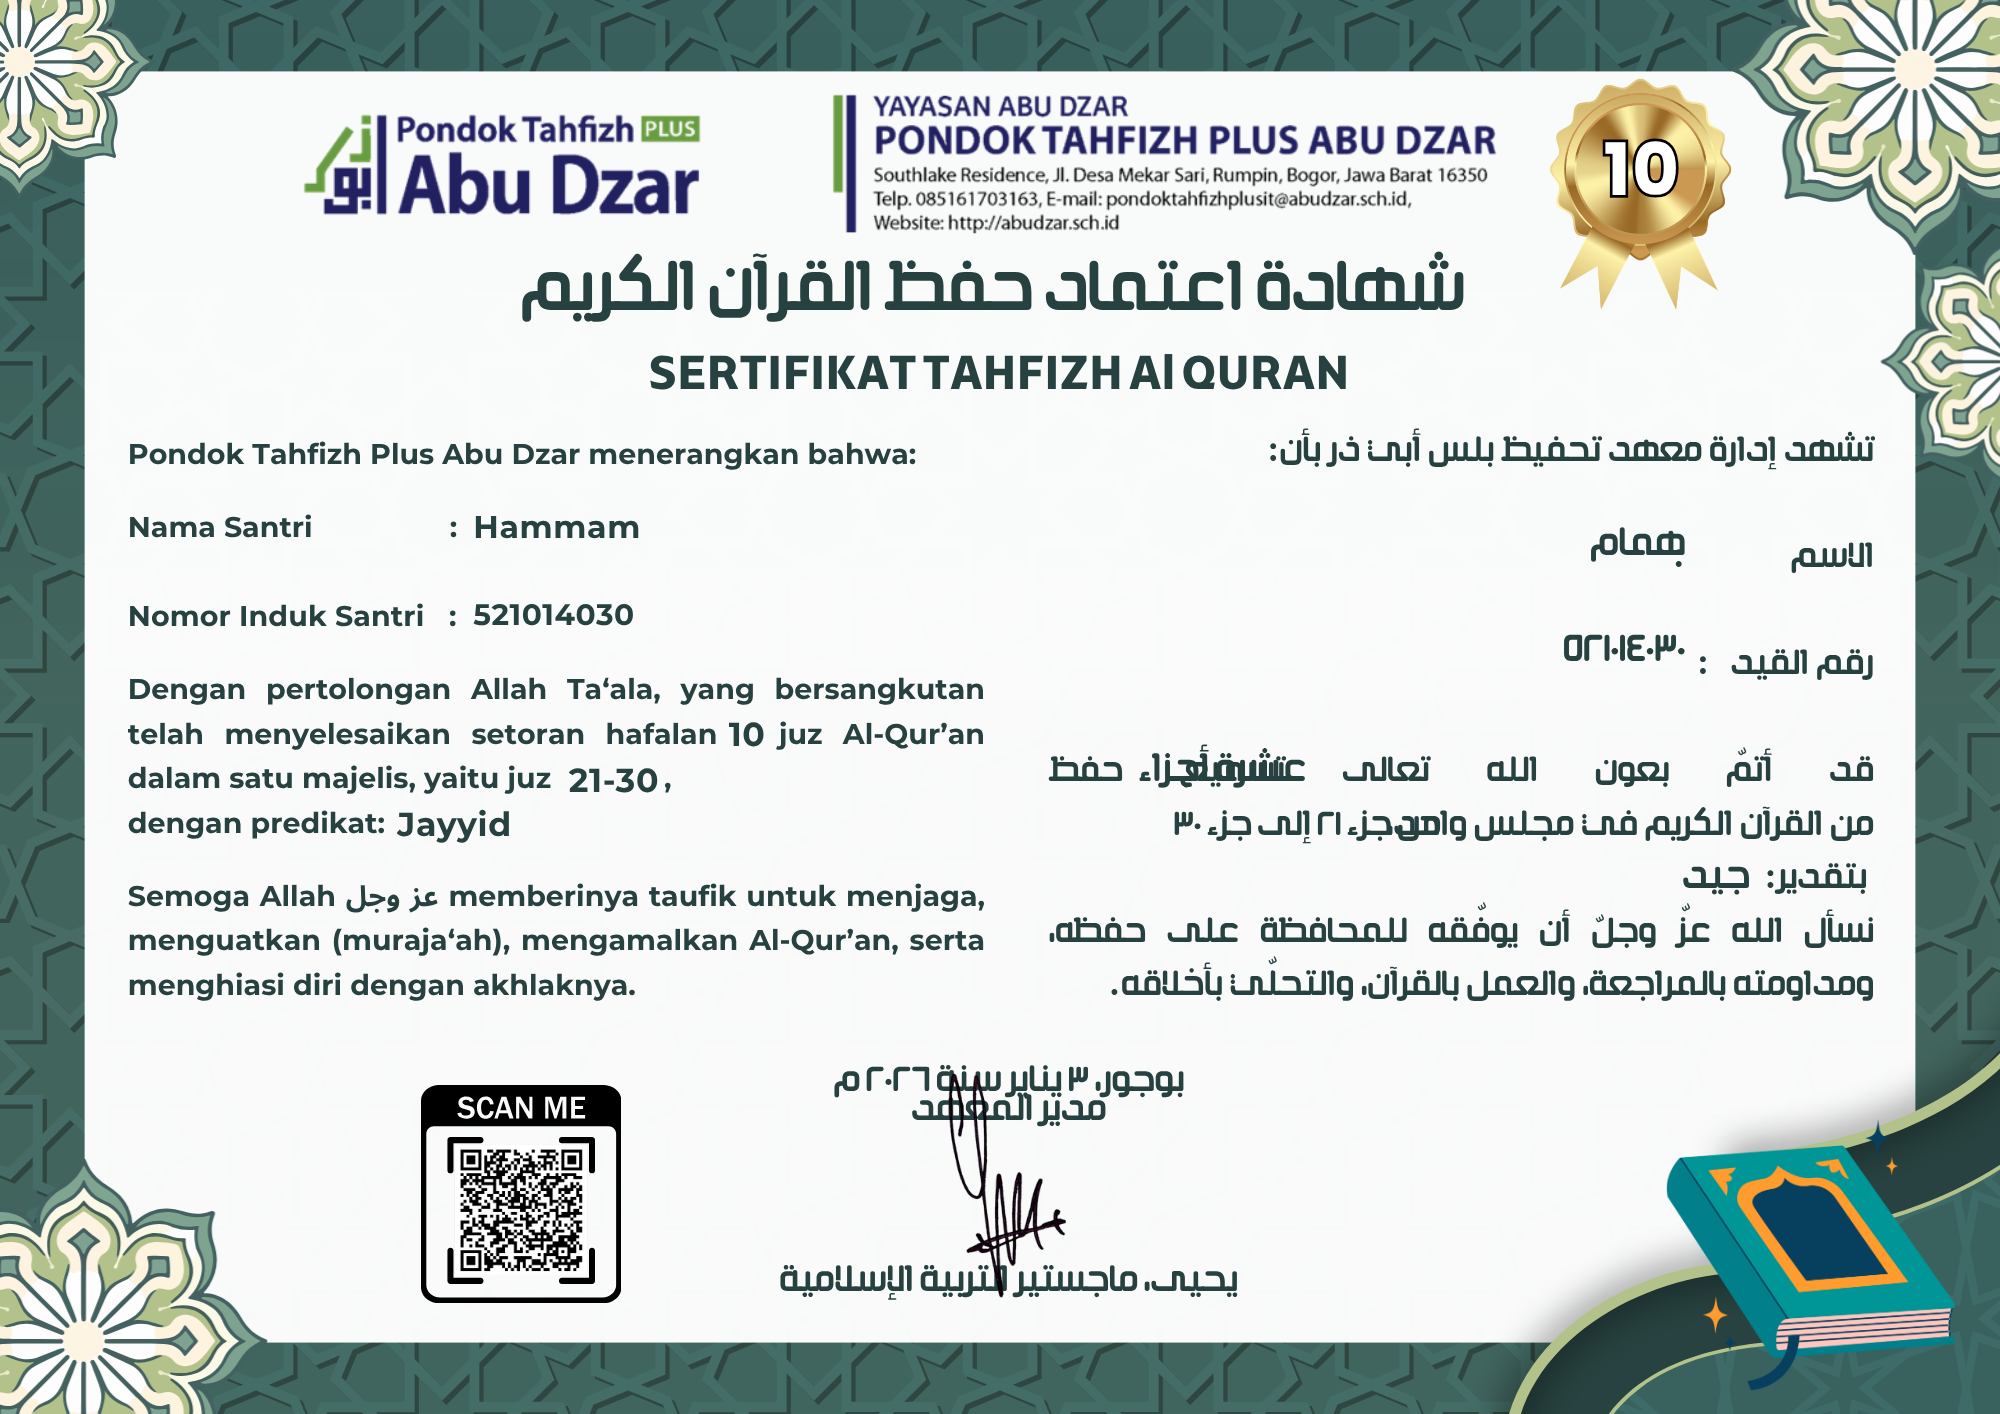 Pondok Tahfizh PLUS
Abu Dzar
أبو ذر
YAYASAN ABU DZAR
PONDOK TAHFIZH PLUS ABU DZAR
Southlake Residence, Jl. Desa Mekar Sari, Rumpin, Bogor, Jawa Barat 16350
Telp. 085161703163, E-mail: pondoktahfizhplusit@abudzar.sch.id,
Website: http://abudzar.sch.id
10
شهادة اعتماد حفظ القرآن الكريم
SERTIFIKAT TAHFIZH Al QURAN
Pondok Tahfizh Plus Abu Dzar menerangkan bahwa:
Nama Santri : Hammam
Nomor Induk Santri : 521014030
Dengan pertolongan Allah Ta‘ala, yang bersangkutan
telah menyelesaikan setoran hafalan 10 juz Al-Qur’an
dalam satu majelis, yaitu juz 21-30,
dengan predikat: Jayyid
Semoga Allah عز وجل memberinya taufik untuk menjaga,
menguatkan (muraja‘ah), mengamalkan Al-Qur’an, serta
menghiasi diri dengan akhlaknya.
تشهد إدارة معهد تحفيظ بلس أبي ذر بأن:
الاسم بهمام
رقم القيد : ٥٢١٠١٤٠٣٠
قد أتمّ بعون الله تعالى أجزاء حفظ
من القرآن الكريم في مجلس جزء ٢١ إلى جزء ٣٠
بتقدير: جيد
نسأل الله عزّ وجلّ أن يوفّقه للمحافظة على حفظه،
ومداومته بالمراجعة، والعمل بالقرآن، والتحلّي بأخلاقه.
SCAN ME
بوجور، ٣ يناير سنة ٢٠٢٦ م
مدير المعهد
يحيى، ماجستير التربية الإسلامية